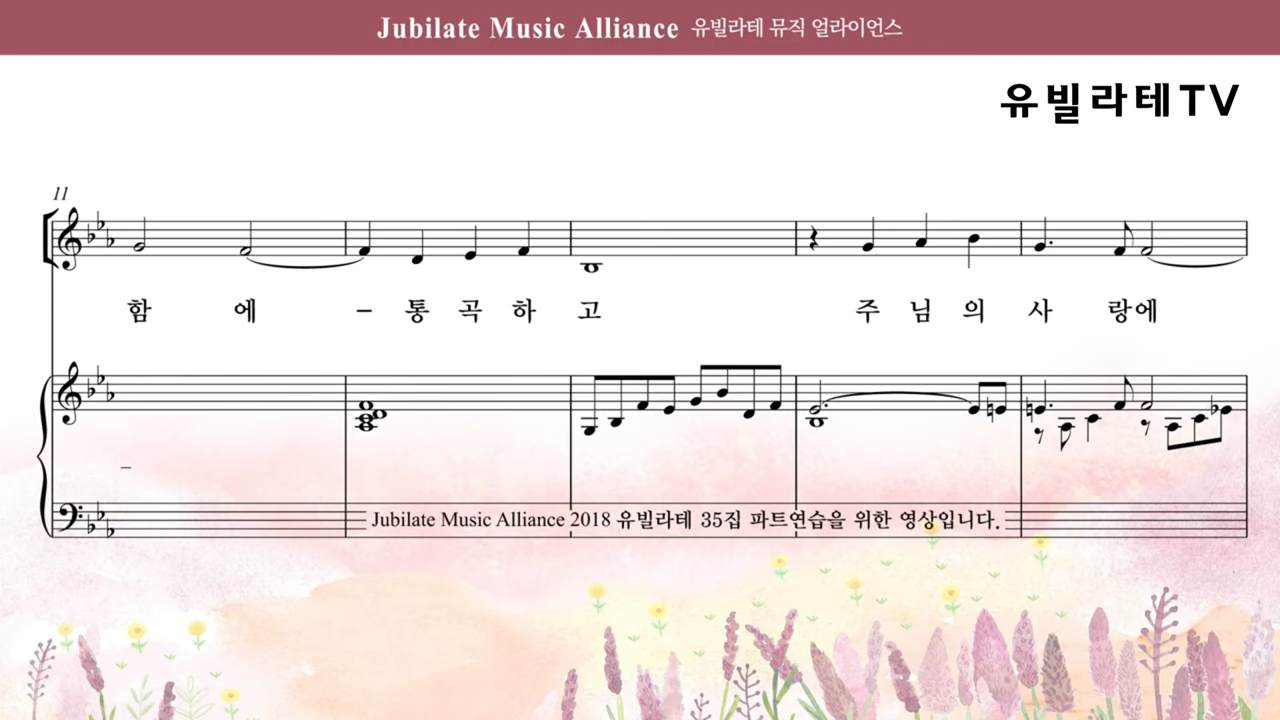 Jubilate Music Alliance 유빌라테 뮤직 얼라이언스
유빌라테TV
11
함 에 – 통 곡 하 고 주 님 의 사 랑에
Jubilate Music Alliance 2018 유빌라테 35집 파트연습을 위한 영상입니다.